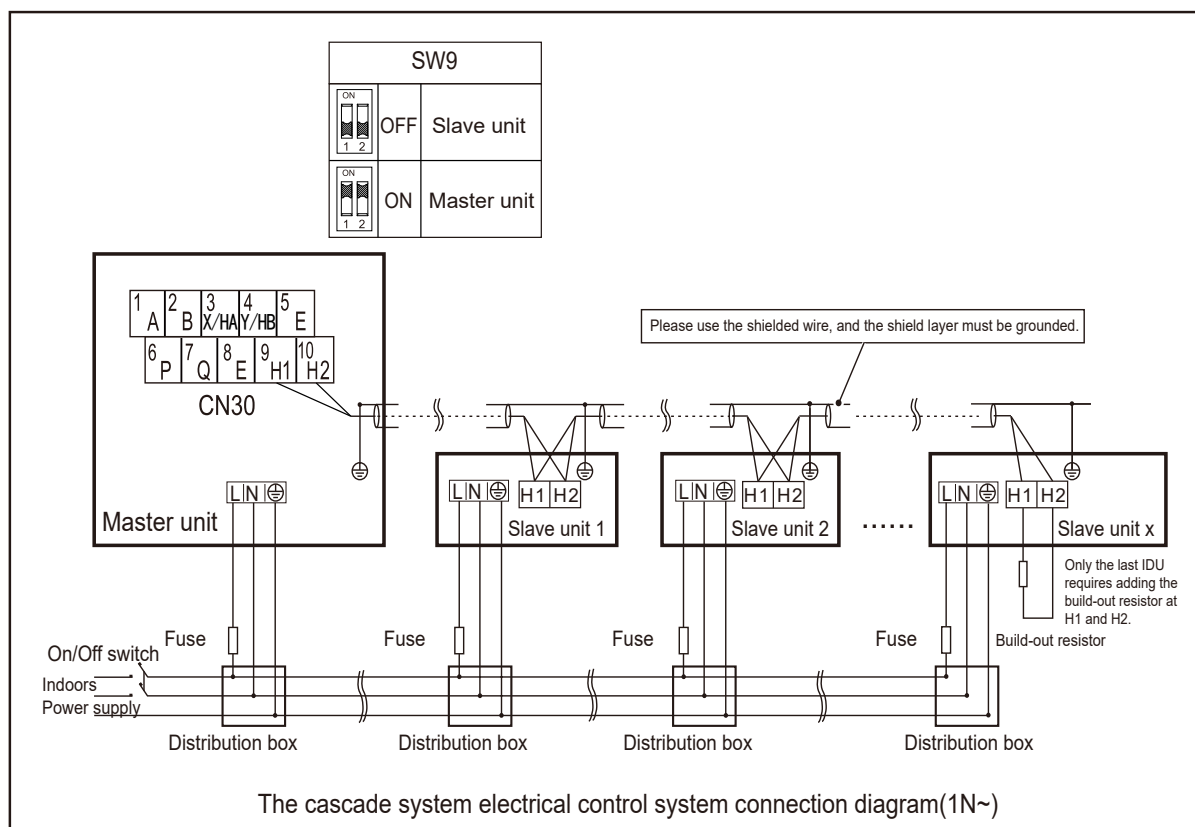 SW9
ON
1 2
OFF
Slave unit
ON
1 2
ON
Master unit
1 A 2 B 3 X/HA 4 Y/HB 5 E
6 P 7 Q 8 E 9 H1 10 H2
CN30
Please use the shielded wire, and the shield layer must be grounded.
L N
Master unit
L N
H1 H2
Slave unit 1
L N
H1 H2
Slave unit 2
......
L N
H1 H2
Slave unit x
Only the last IDU
requires adding the
build-out resistor at
H1 and H2.
Build-out resistor
Fuse
Fuse
Fuse
Fuse
On/Off switch
Indoors
Power supply
Distribution box
Distribution box
Distribution box
Distribution box
The cascade system electrical control system connection diagram(1N~)